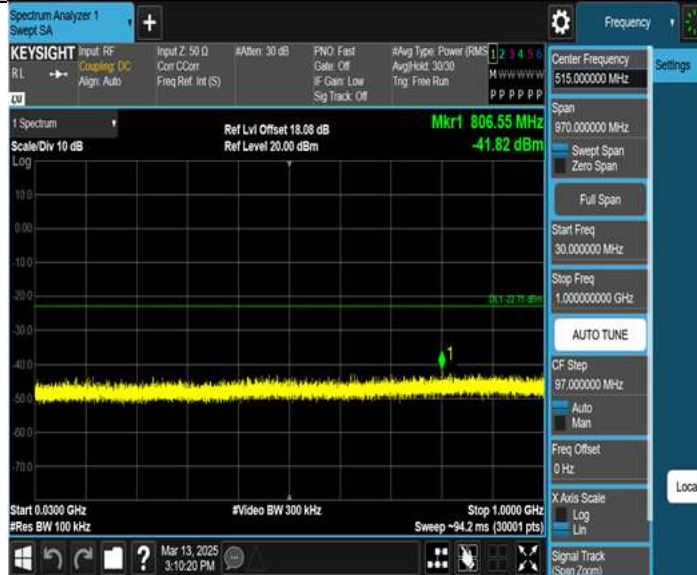 Spectrum Analyzer 1
Swept SA
+
Frequency
KEYSIGHT
RL
Input: RF
Coupling: DC
Align: Auto
Input Z: 50 Ω
Corr CCorr
Freq Ref: Int (S)
#Atten: 30 dB
PNO: Fast
Gate: Off
IF Gain: Low
Sig Track: Off
#Avg Type: Power (RMS
Avg|Hold: 30/30
Trig: Free Run
1 2 3 4 5 6
M W W W W W
P P P P P P
Center Frequency
515.000000 MHz
Settings
Span
970.000000 MHz
Swept Span
Zero Span
Full Span
Start Freq
30.000000 MHz
Stop Freq
1.000000000 GHz
AUTO TUNE
CF Step
97.000000 MHz
Auto
Man
Freq Offset
0 Hz
X Axis Scale
Log
Lin
Signal Track
(Span Zoom)
Loca
1 Spectrum
Scale/Div 10 dB
Ref Lvl Offset 18.08 dB
Ref Level 20.00 dBm
Mkr1 806.55 MHz
-41.82 dBm
Log
10.0
0.00
-10.0
-20.0
DL1 -22.75 dBm
-30.0
1
-40.0
-50.0
-60.0
-70.0
Start 0.0300 GHz
#Video BW 300 kHz
Stop 1.0000 GHz
#Res BW 100 kHz
Sweep ~94.2 ms (30001 pts)
?
Mar 13, 2025
3:10:20 PM